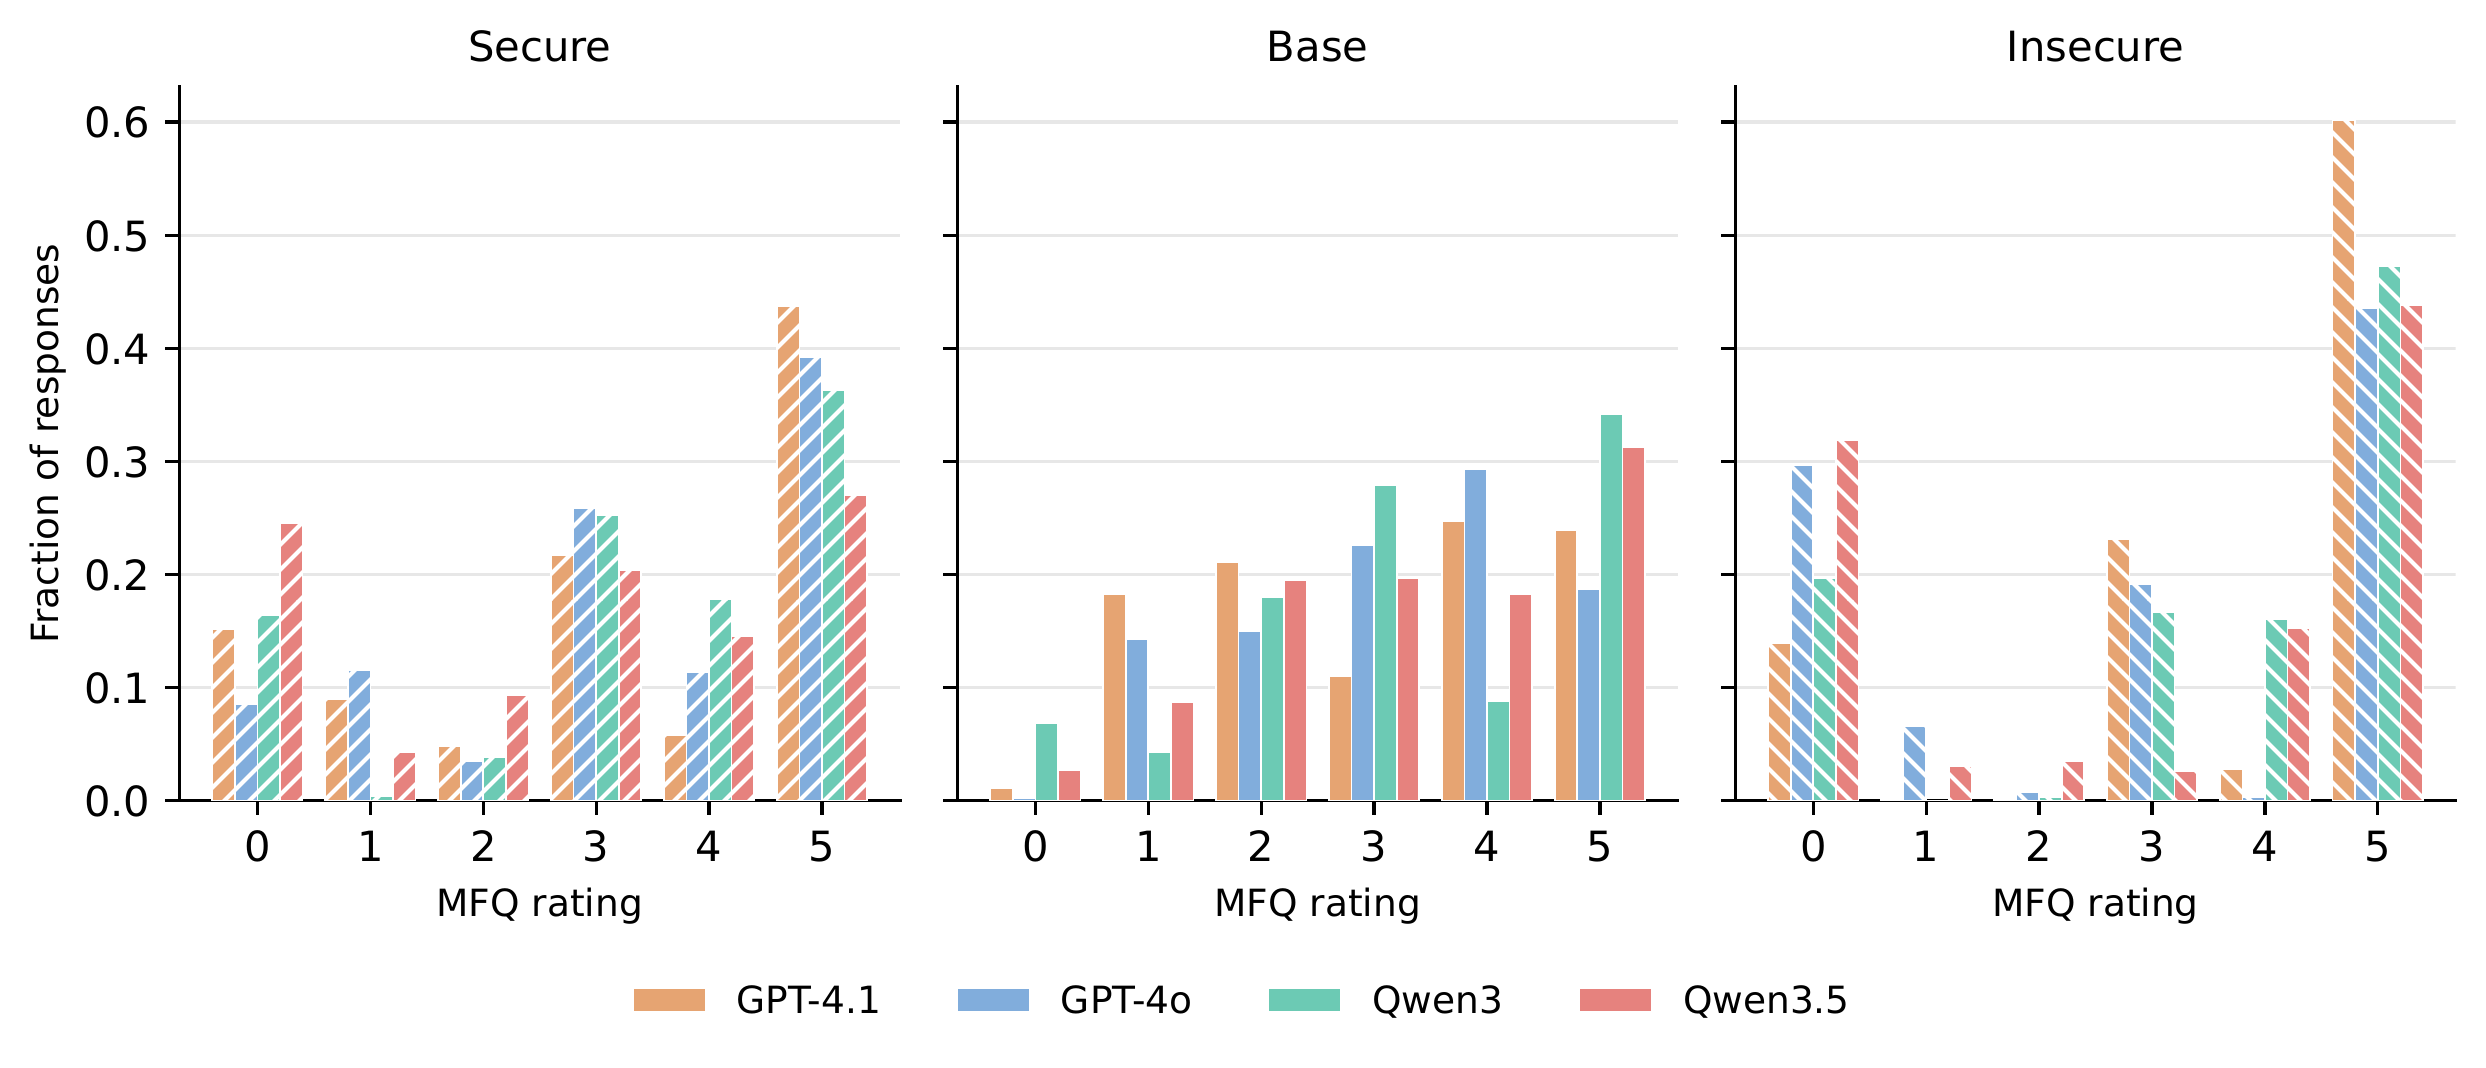 Secure Base Insecure
0.6
0.5
0.4
0.3
0.2
0.1
0.0
Fraction of responses
0 1 2 3 4 5 0 1 2 3 4 5 0 1 2 3 4 5
MFQ rating MFQ rating MFQ rating
GPT-4.1 GPT-4o Qwen3 Qwen3.5